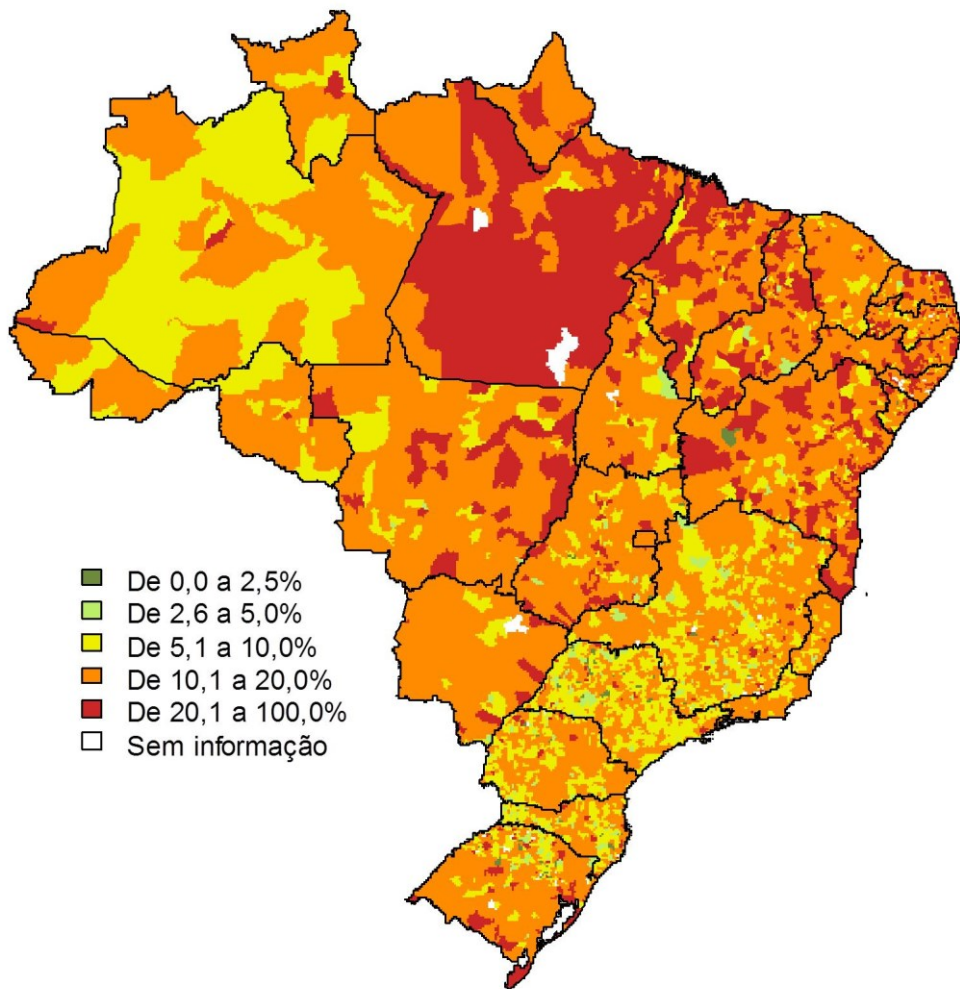 De 0,0 a 2,5%
De 2,6 a 5,0%
De 5,1 a 10,0%
De 10,1 a 20,0%
De 20,1 a 100,0%
Sem informação